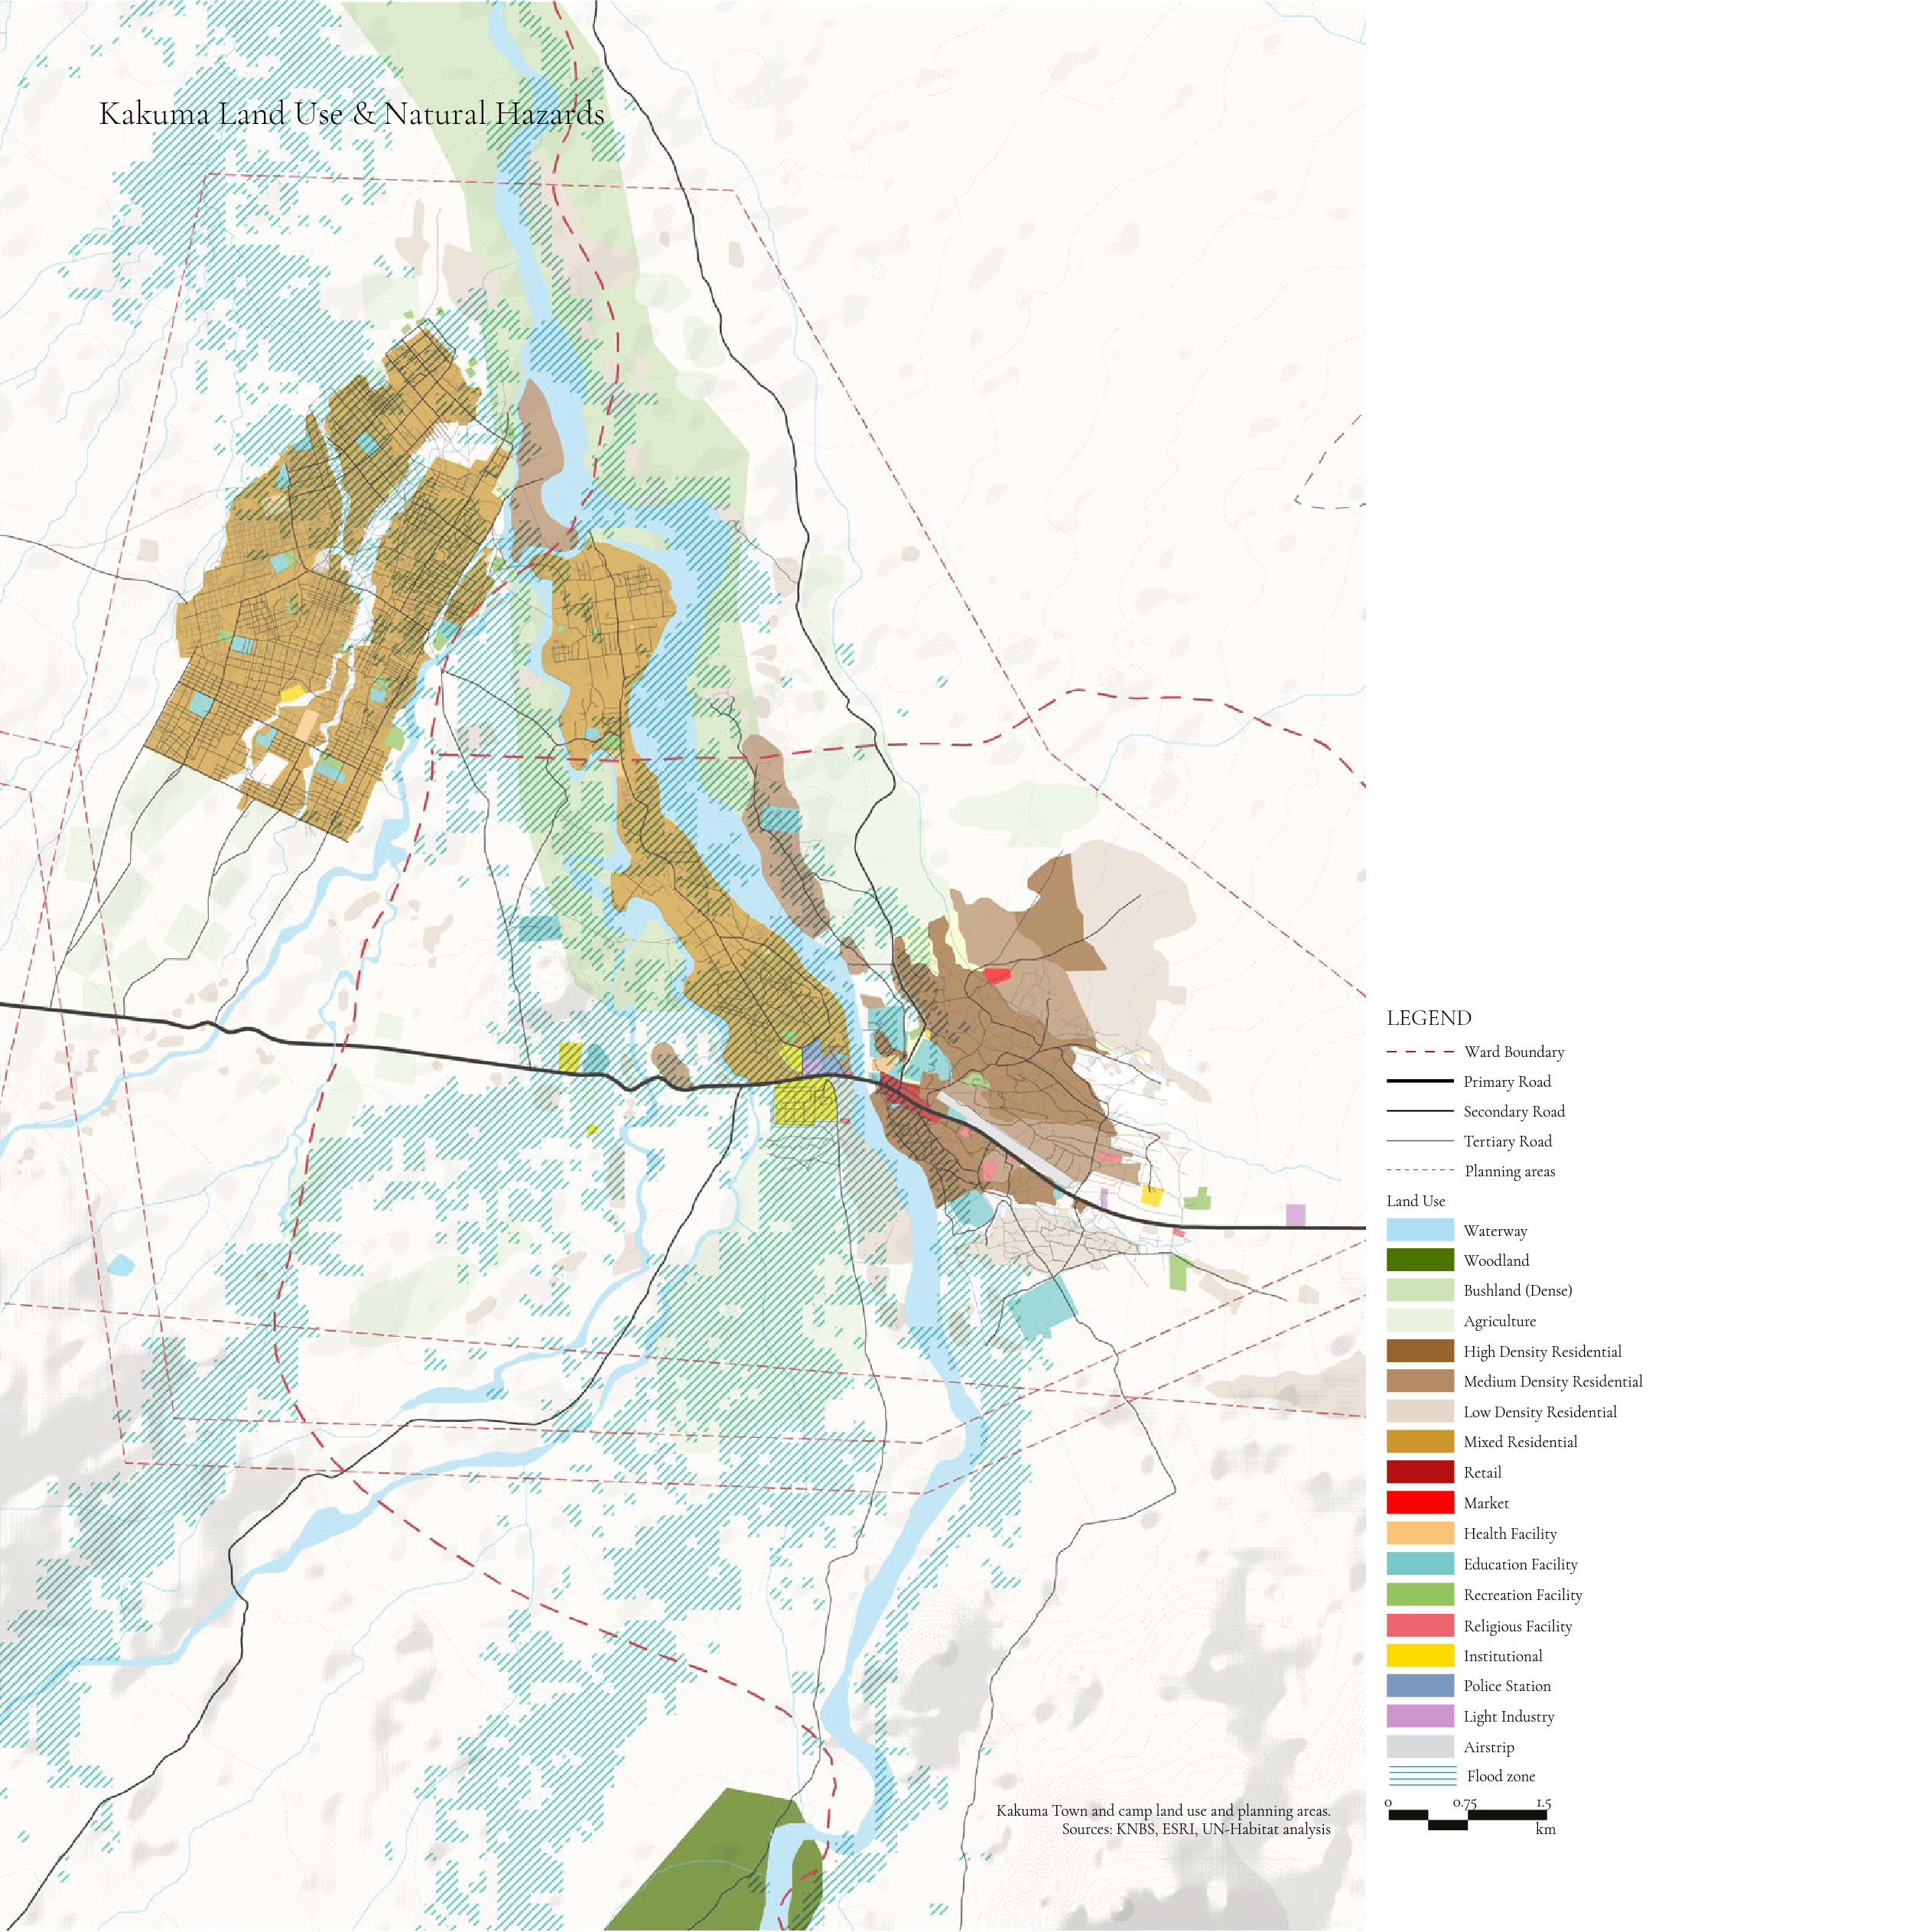 Kakuma Land Use & Natural Hazards
LEGEND
Ward Boundary
Primary Road
Secondary Road
Tertiary Road
Planning areas
Land Use
Waterway
Woodland
Bushland (Dense)
Agriculture
High Density Residential
Medium Density Residential
Low Density Residential
Mixed Residential
Retail
Market
Health Facility
Education Facility
Recreation Facility
Religious Facility
Institutional
Police Station
Light Industry
Airstrip
Flood zone
0 0.75 1.5
km
Kakuma Town and camp land use and planning areas.
Sources: KNBS, ESRI, UN-Habitat analysis